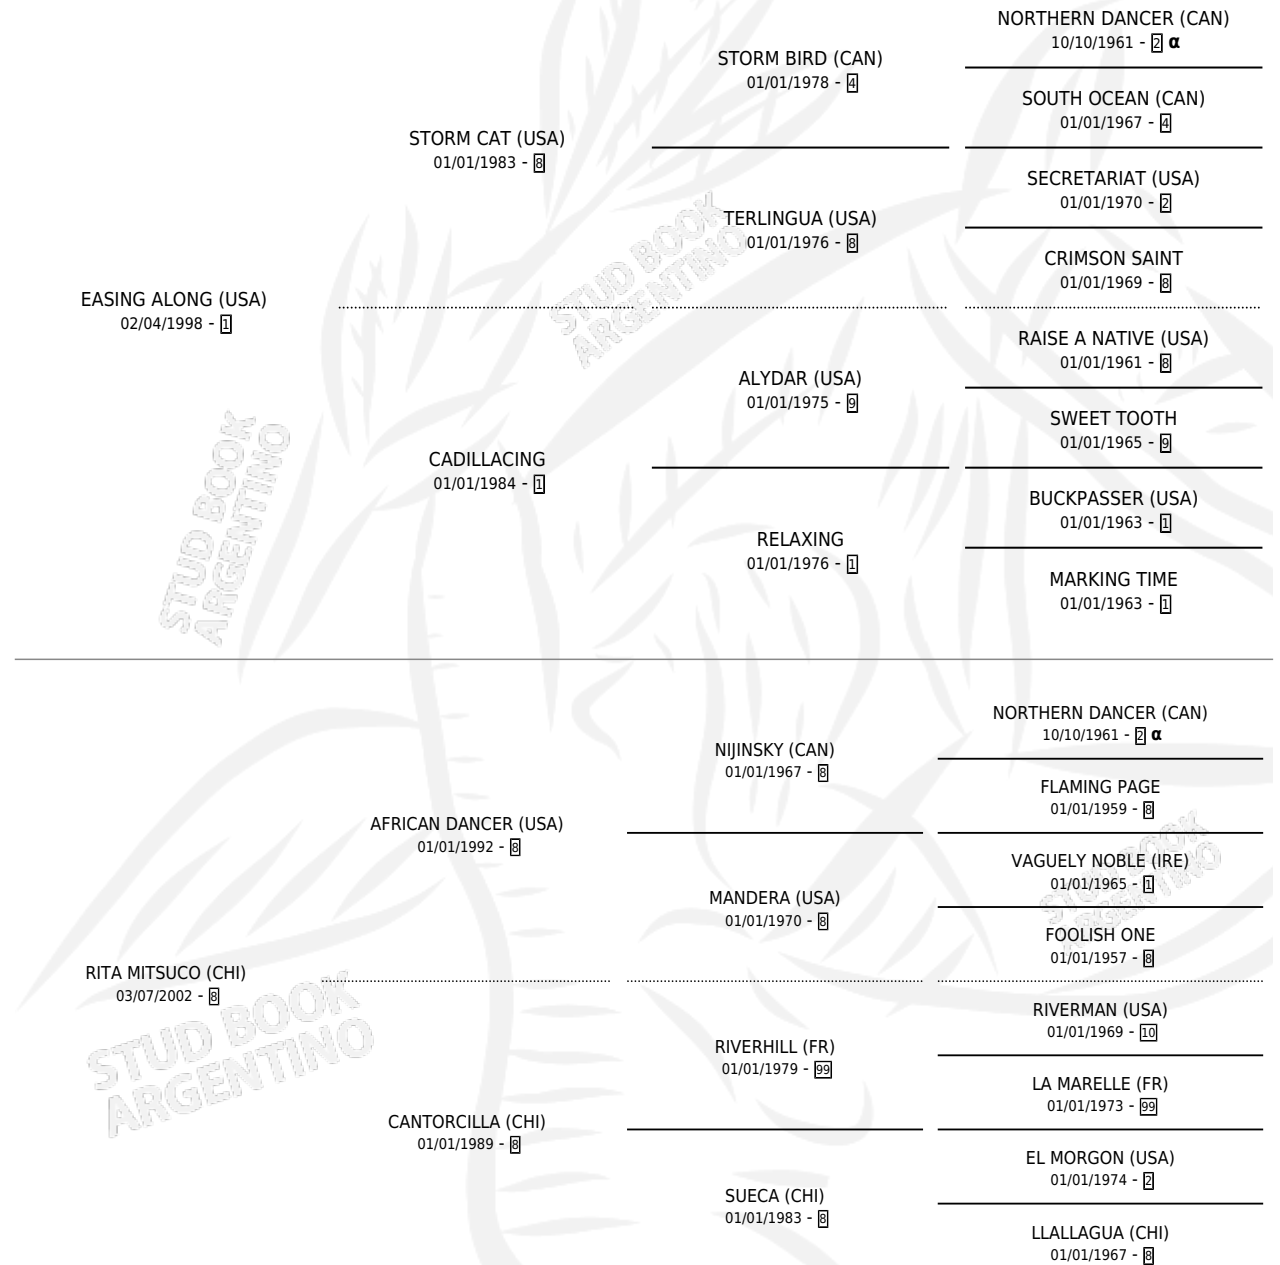 NORTHERN DANCER (CAN)
10/10/1961 - 2 α
STORM BIRD (CAN)
01/01/1978 - 4
SOUTH OCEAN (CAN)
01/01/1967 - 4
STORM CAT (USA)
01/01/1983 - 8
SECRETARIAT (USA)
01/01/1970 - 2
TERLINGUA (USA)
01/01/1976 - 8
CRIMSON SAINT
01/01/1969 - 8
EASING ALONG (USA)
02/04/1998 - 1
RAISE A NATIVE (USA)
01/01/1961 - 8
ALYDAR (USA)
01/01/1975 - 9
SWEET TOOTH
01/01/1965 - 9
CADILLACING
01/01/1984 - 1
BUCKPASSER (USA)
01/01/1963 - 1
RELAXING
01/01/1976 - 1
MARKING TIME
01/01/1963 - 1
NORTHERN DANCER (CAN)
10/10/1961 - 2 α
NIJINSKY (CAN)
01/01/1967 - 8
FLAMING PAGE
01/01/1959 - 8
AFRICAN DANCER (USA)
01/01/1992 - 8
VAGUELY NOBLE (IRE)
01/01/1965 - 1
MANDERA (USA)
01/01/1970 - 8
FOOLISH ONE
01/01/1957 - 8
RITA MITSUCO (CHI)
03/07/2002 - 8
RIVERMAN (USA)
01/01/1969 - 10
RIVERHILL (FR)
01/01/1979 - 99
LA MARELLE (FR)
01/01/1973 - 99
CANTORCILLA (CHI)
01/01/1989 - 8
EL MORGON (USA)
01/01/1974 - 2
SUECA (CHI)
01/01/1983 - 8
LLALLAGUA (CHI)
01/01/1967 - 8
STUD BOOK
ARGENTINO
STUD BOOK
ARGENTINO
STUD BOOK
ARGENTINO
STUD BOOK
ARGENTINO